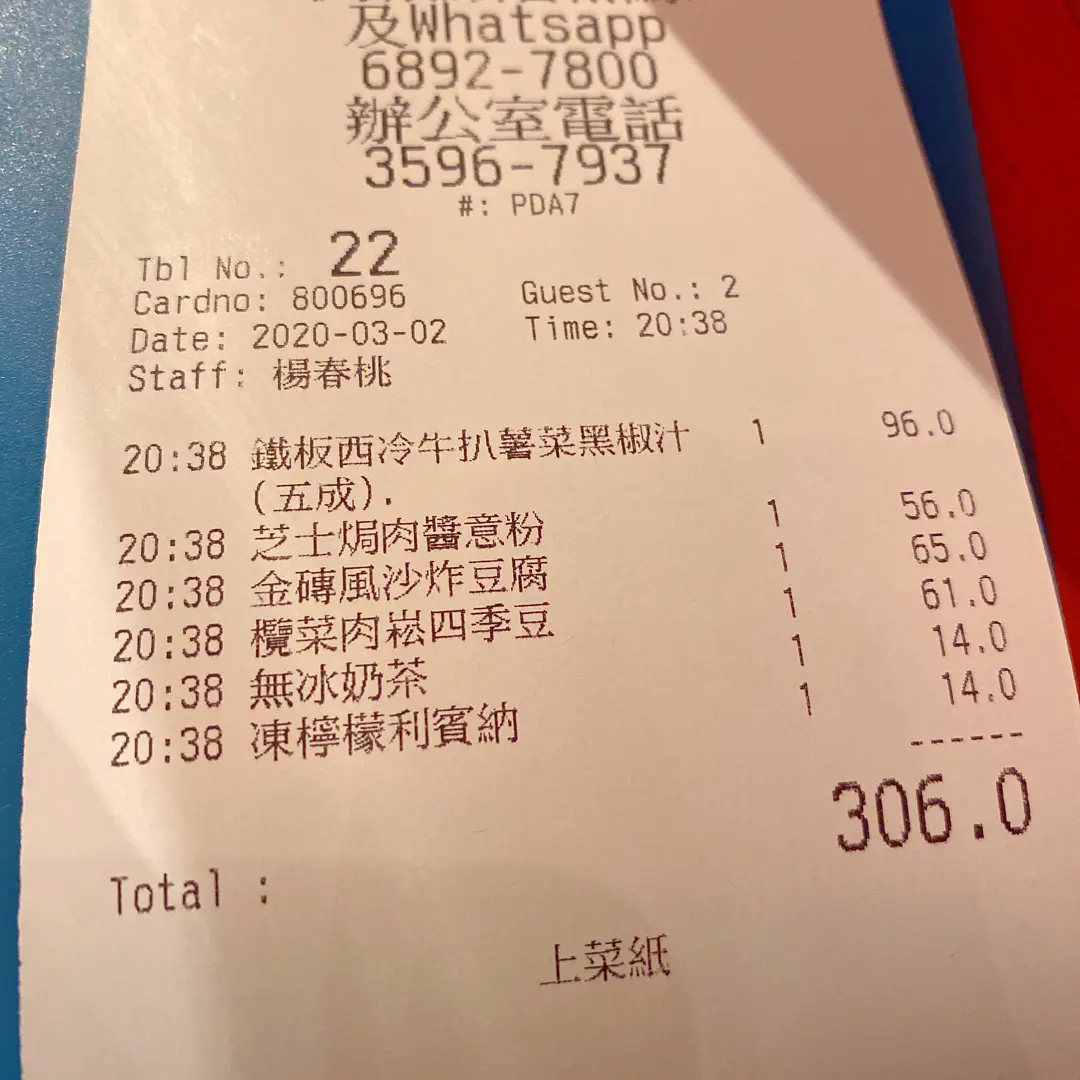 及Whatsapp
6892-7800
辦公室電話
3596-7937
#: PDA7
Tbl No.: 22
Cardno: 800696 Guest No.: 2
Date: 2020-03-02 Time: 20:38
Staff: 楊春桃
20:38 鐵板西冷牛扒薯菜黑椒汁 1 96.0
(五成).
20:38 芝士焗肉醬意粉 1 56.0
20:38 金磚風沙炸豆腐 1 65.0
20:38 欖菜肉崧四季豆 1 61.0
20:38 無冰奶茶 1 14.0
20:38 凍檸檬利賓納 1 14.0
------
306.0
Total :
上菜紙